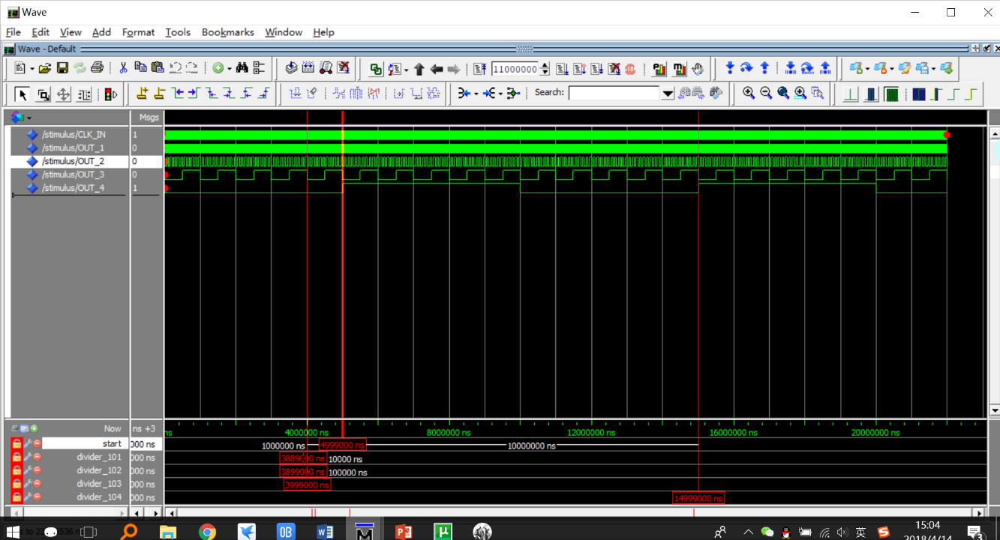 Wave
File Edit View Add Format Tools Bookmarks Window Help
Wave - Default
11000000
Search:
Msgs
/stimulus/CLK_IN 1
/stimulus/OUT_1 0
/stimulus/OUT_2 0
/stimulus/OUT_3 0
/stimulus/OUT_4 1
Now ns +3 ns 4000000 ns 8000000 ns 12000000 ns 16000000 ns 20000000 ns
start 000 ns 1000000 ns 4999000 ns 10000000 ns
divider_101 000 ns 3889000 ns 10000 ns
divider_102 000 ns 3899000 ns 100000 ns
divider_103 000 ns 3999000 ns
divider_104 000 ns 14999000 ns
英
15:04
2018/4/14
3